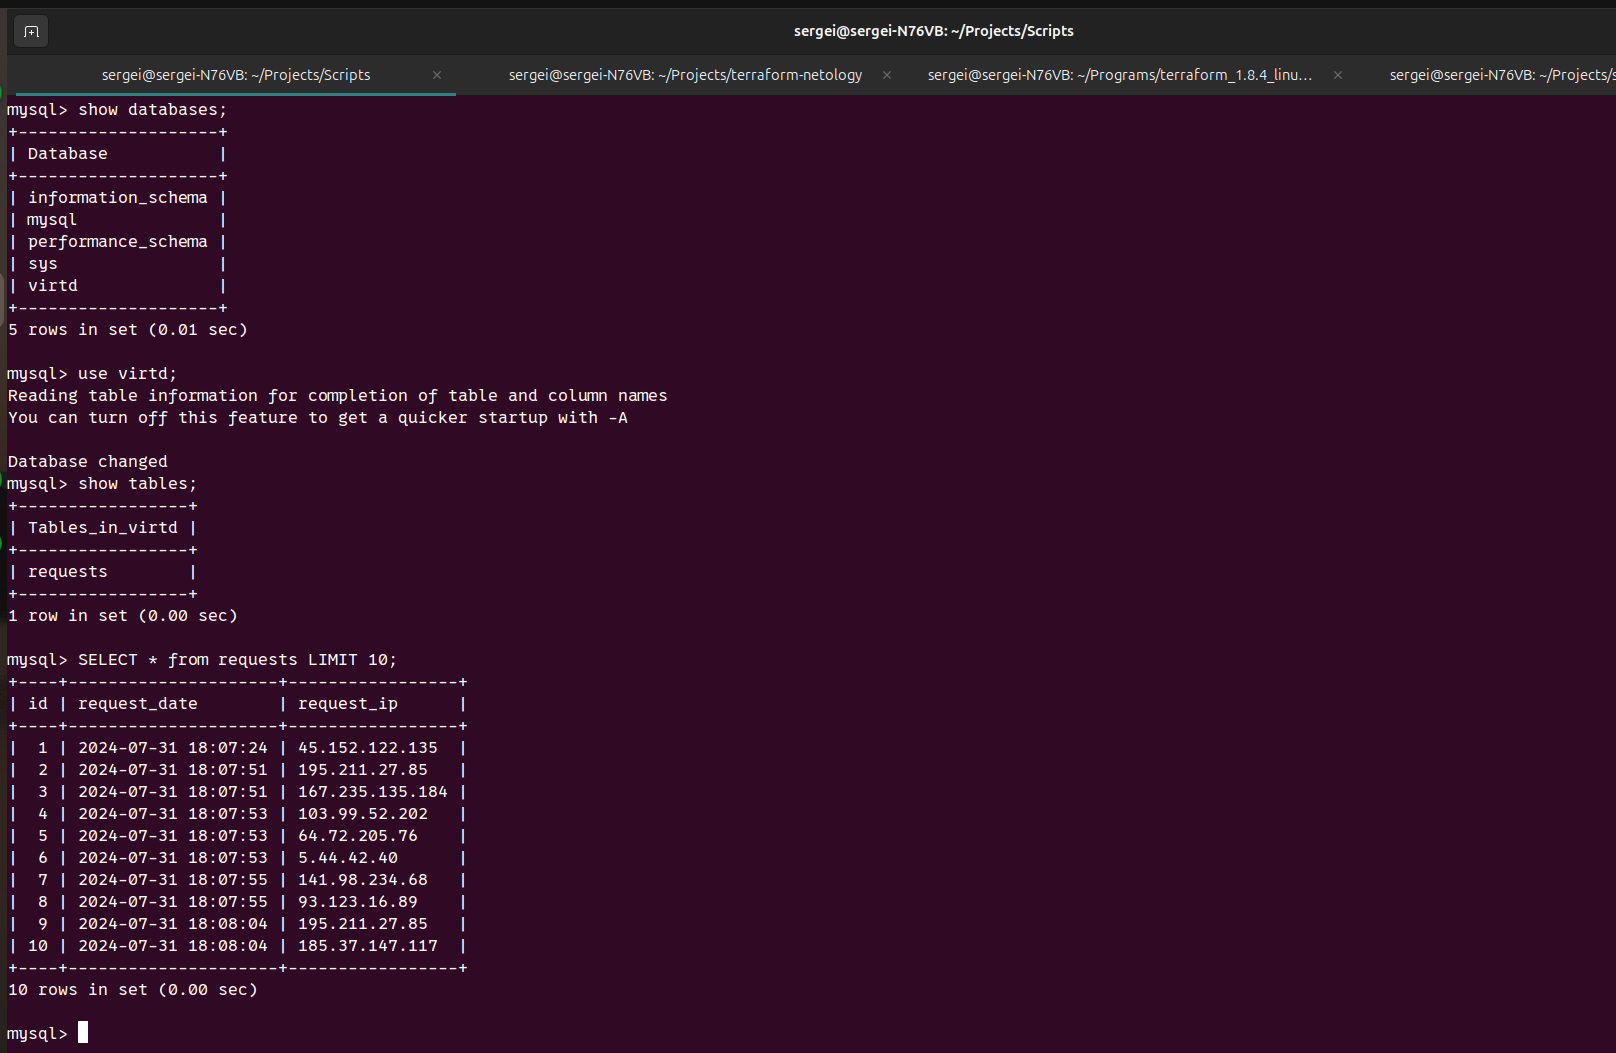 sergei@sergei-N76VB: ~/Projects/Scripts
sergei@sergei-N76VB: ~/Projects/Scripts × sergei@sergei-N76VB: ~/Projects/terraform-netology × sergei@sergei-N76VB: ~/Programs/terraform_1.8.4_linu… × sergei@sergei-N76VB: ~/Projects/s
mysql> show databases;
+--------------------+
| Database           |
+--------------------+
| information_schema |
| mysql              |
| performance_schema |
| sys                |
| virtd              |
+--------------------+
5 rows in set (0.01 sec)
mysql> use virtd;
Reading table information for completion of table and column names
You can turn off this feature to get a quicker startup with -A
Database changed
mysql> show tables;
+-----------------+
| Tables_in_virtd |
+-----------------+
| requests        |
+-----------------+
1 row in set (0.00 sec)
mysql> SELECT * from requests LIMIT 10;
+----+---------------------+-----------------+
| id | request_date        | request_ip      |
+----+---------------------+-----------------+
|  1 | 2024-07-31 18:07:24 | 45.152.122.135  |
|  2 | 2024-07-31 18:07:51 | 195.211.27.85   |
|  3 | 2024-07-31 18:07:51 | 167.235.135.184 |
|  4 | 2024-07-31 18:07:53 | 103.99.52.202   |
|  5 | 2024-07-31 18:07:53 | 64.72.205.76    |
|  6 | 2024-07-31 18:07:53 | 5.44.42.40      |
|  7 | 2024-07-31 18:07:55 | 141.98.234.68   |
|  8 | 2024-07-31 18:07:55 | 93.123.16.89    |
|  9 | 2024-07-31 18:08:04 | 195.211.27.85   |
| 10 | 2024-07-31 18:08:04 | 185.37.147.117  |
+----+---------------------+-----------------+
10 rows in set (0.00 sec)
mysql>